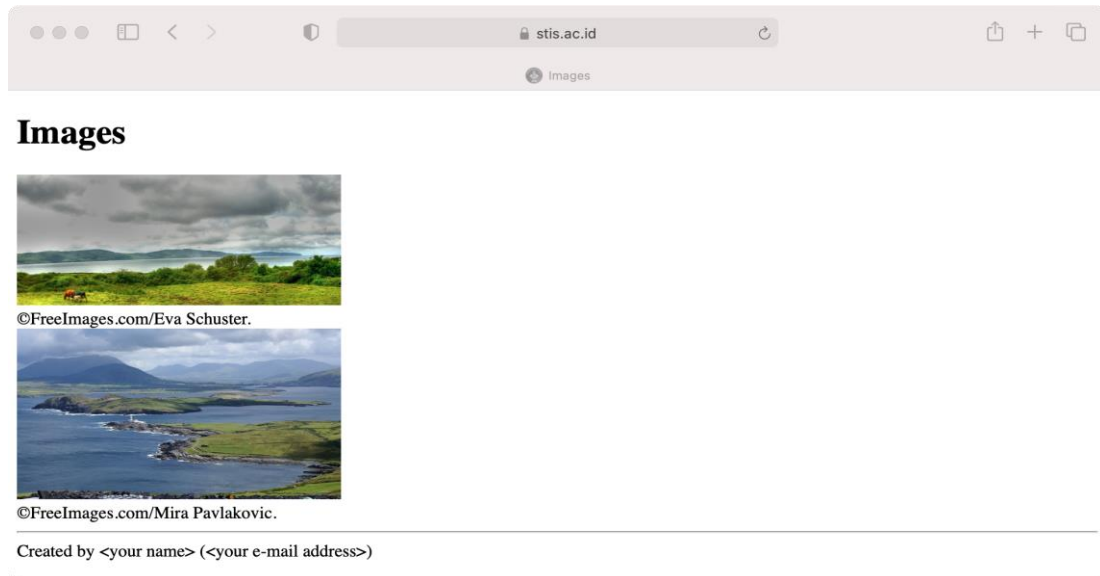 stis.ac.id
Images
Images
©FreeImages.com/Eva Schuster.
©FreeImages.com/Mira Pavlakovic.
Created by <your name> (<your e-mail address>)